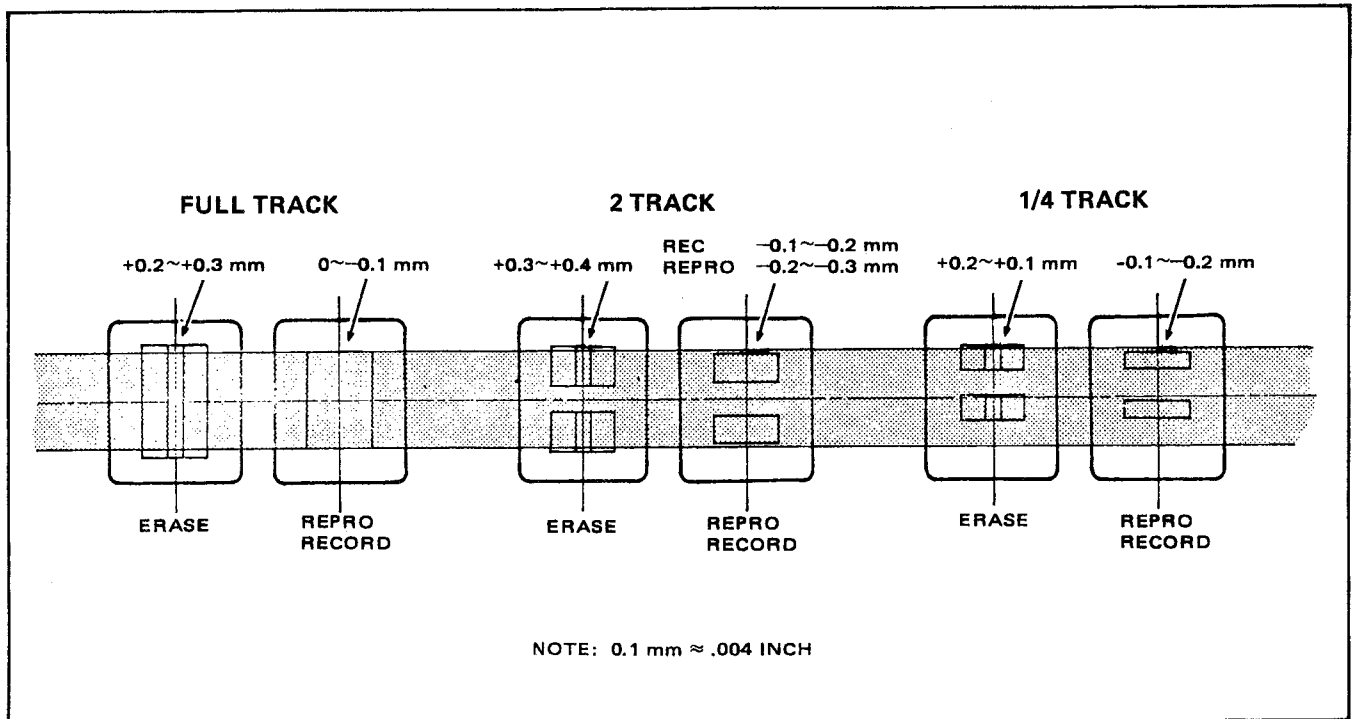 FULL TRACK
+0.2~+0.3 mm
0~-0.1 mm
ERASE
REPRO
RECORD
2 TRACK
+0.3~+0.4 mm
REC -0.1~-0.2 mm
REPRO -0.2~-0.3 mm
ERASE
REPRO
RECORD
1/4 TRACK
+0.2~+0.1 mm
-0.1~-0.2 mm
ERASE
REPRO
RECORD
NOTE: 0.1 mm ≈ .004 INCH